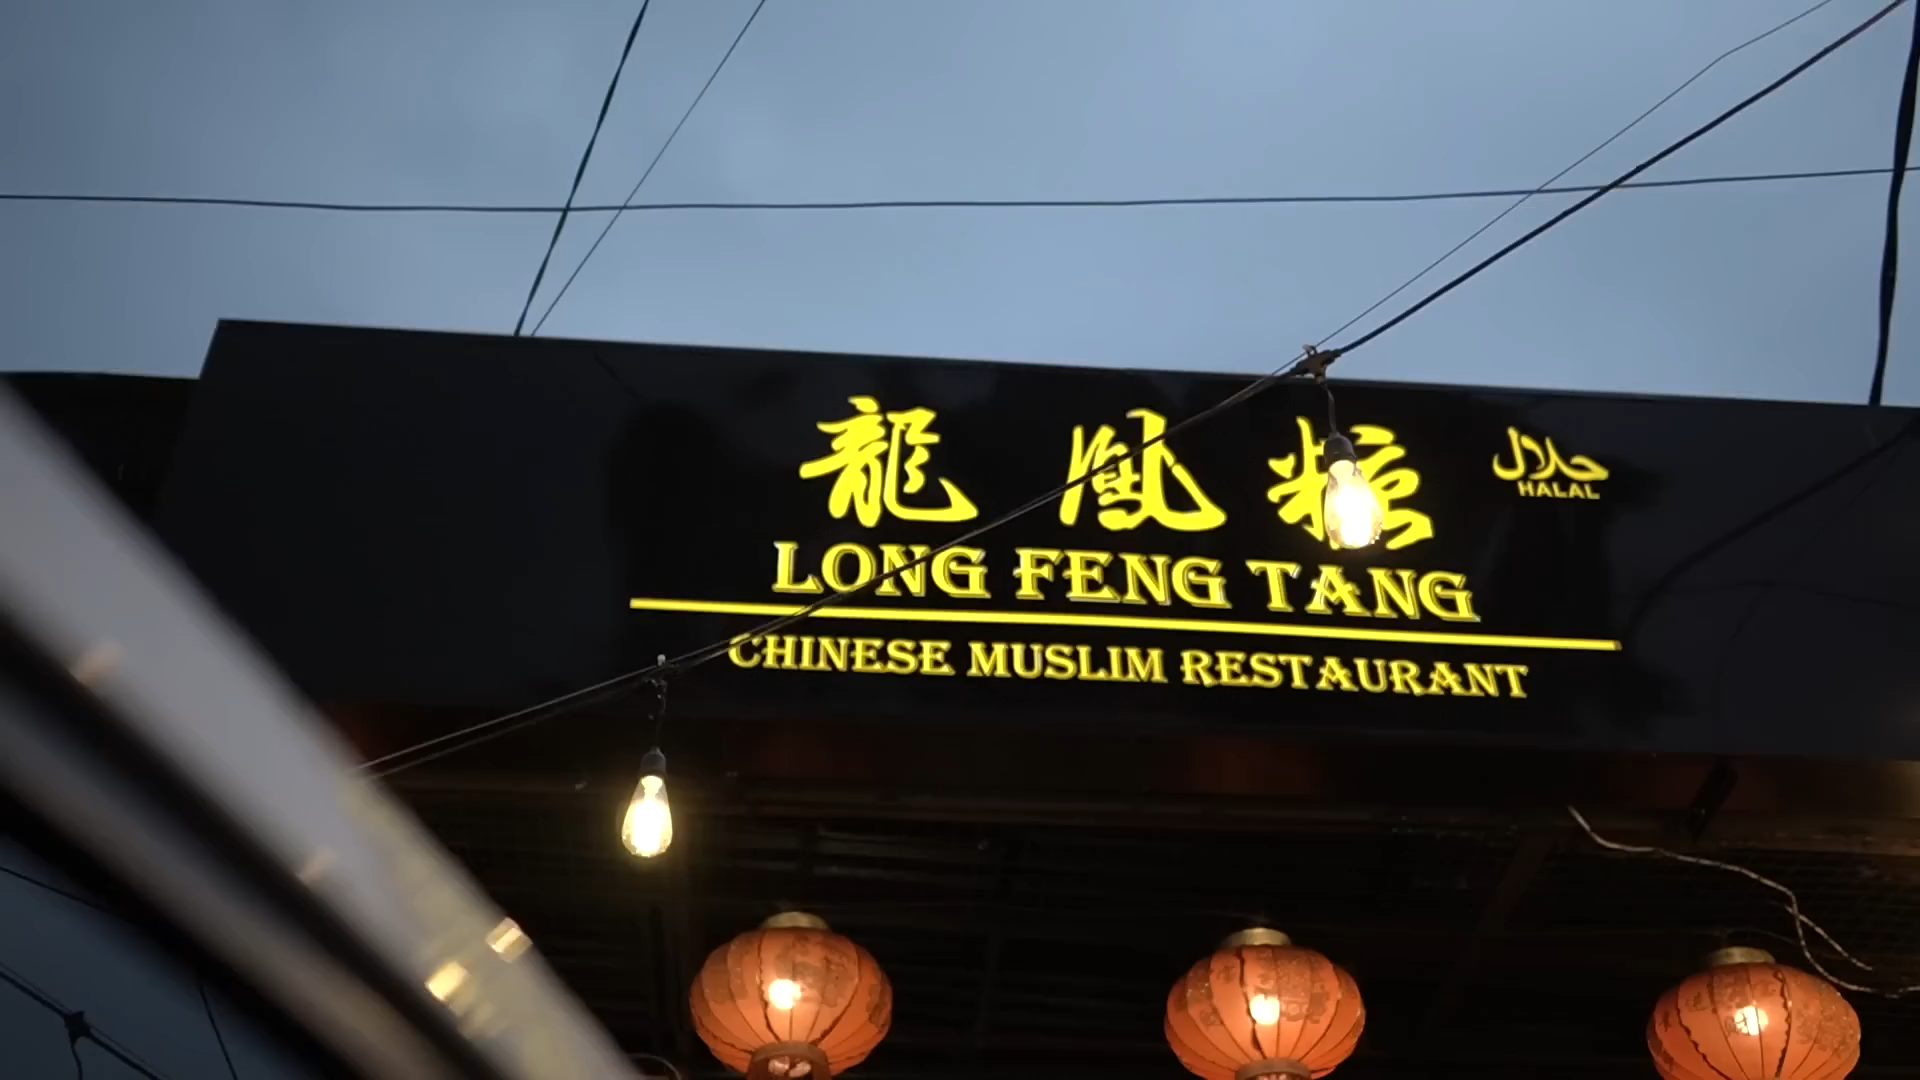 龍 鳳 糖
حلال
HALAL
LONG FENG TANG
CHINESE MUSLIM RESTAURANT